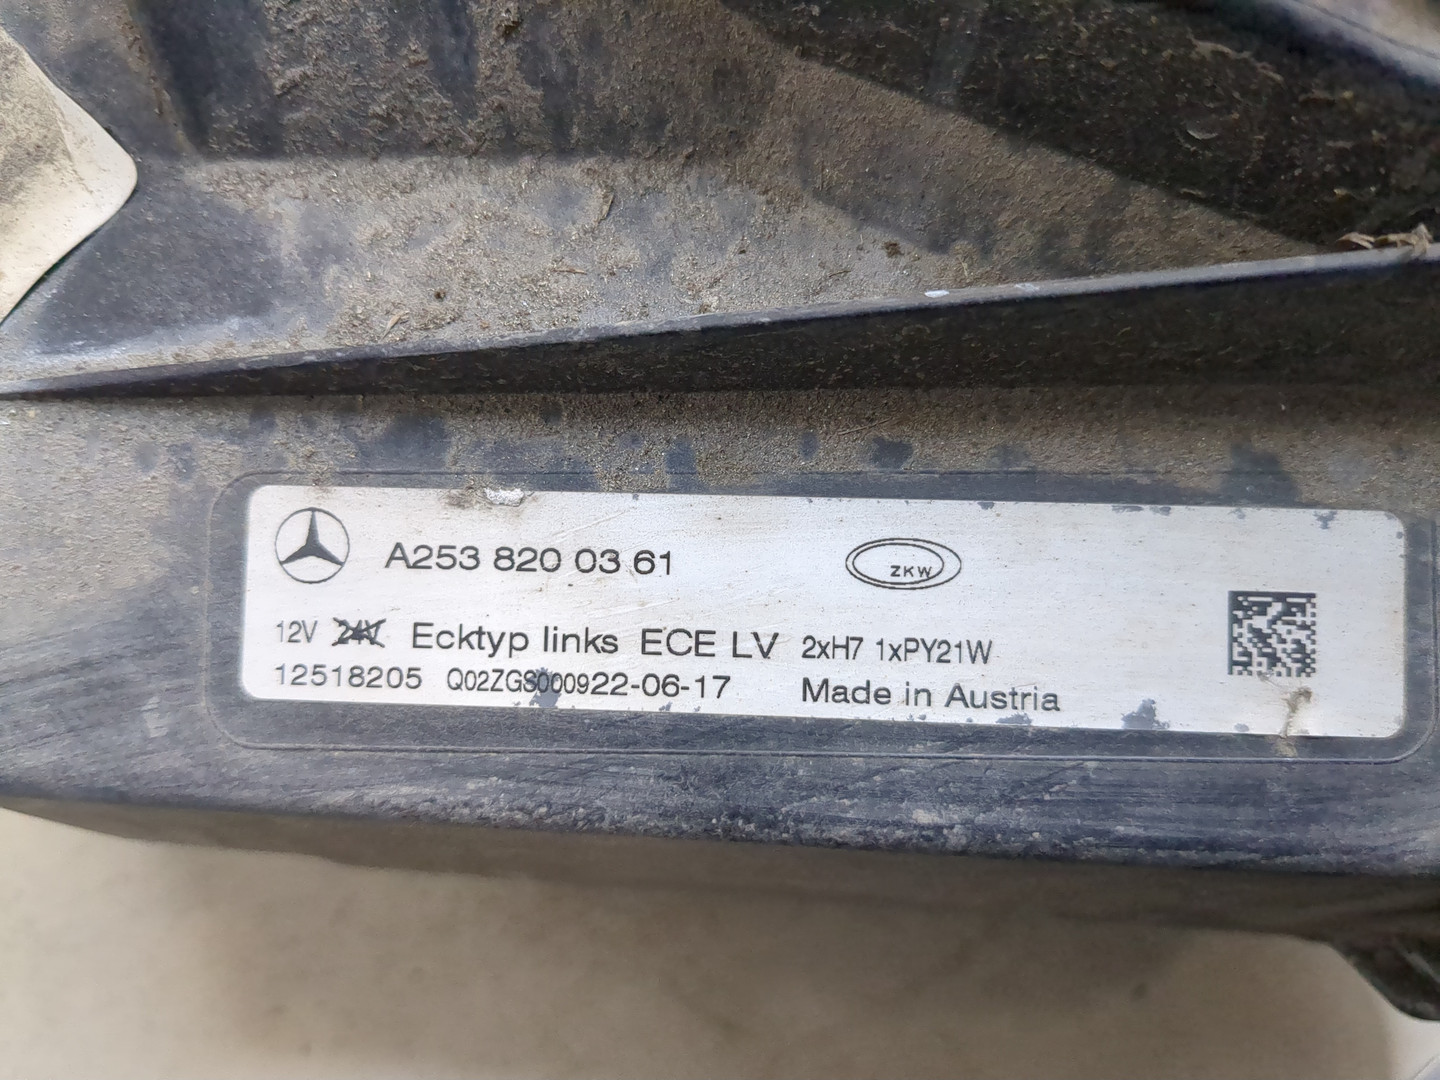 A253 820 03 61
ZKW
12V 24V Ecktyp links ECE LV 2xH7 1xPY21W
12518205 Q02ZGS000922-06-17 Made in Austria